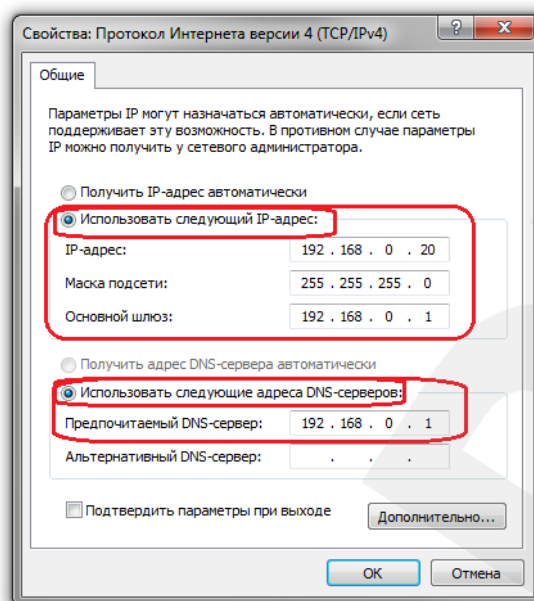 Свойства: Протокол Интернета версии 4 (TCP/IPv4)
Общие
Параметры IP могут назначаться автоматически, если сеть
поддерживает эту возможность. В противном случае параметры
IP можно получить у сетевого администратора.
Получить IP-адрес автоматически
Использовать следующий IP-адрес:
IP-адрес: 192 . 168 . 0 . 20
Маска подсети: 255 . 255 . 255 . 0
Основной шлюз: 192 . 168 . 0 . 1
Получить адрес DNS-сервера автоматически
Использовать следующие адреса DNS-серверов:
Предпочитаемый DNS-сервер: 192 . 168 . 0 . 1
Альтернативный DNS-сервер: . . .
Подтвердить параметры при выходе
Дополнительно...
OK Отмена